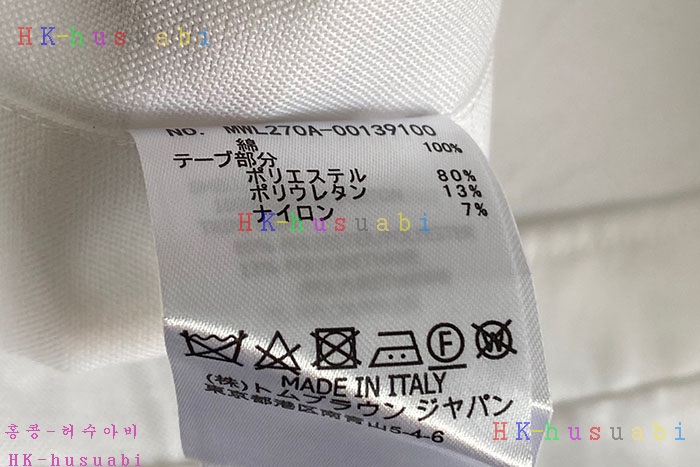 HK-husuabi
NO. MWL270A-00139100
綿 100%
テープ部分
ポリエステル 80%
ポリウレタン 13%
ナイロン 7%
HK-husuabi
F
W
MADE IN ITALY
(株)トムブラウン ジャパン
東京都港区南青山5-4-6
홍콩-허수아비
HK-husuabi
HK-husuabi